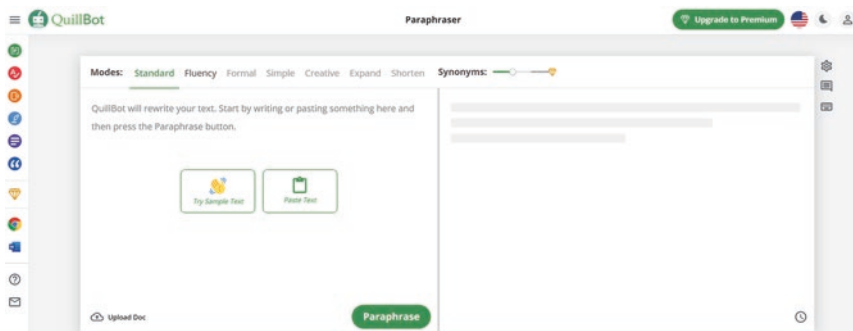 QuillBot
Paraphraser
Upgrade to Premium
Modes: Standard Fluency Formal Simple Creative Expand Shorten Synonyms:
QuillBot will rewrite your text. Start by writing or pasting something here and
then press the Paraphrase button.
Try Sample Text
Paste Text
Upload Doc
Paraphrase